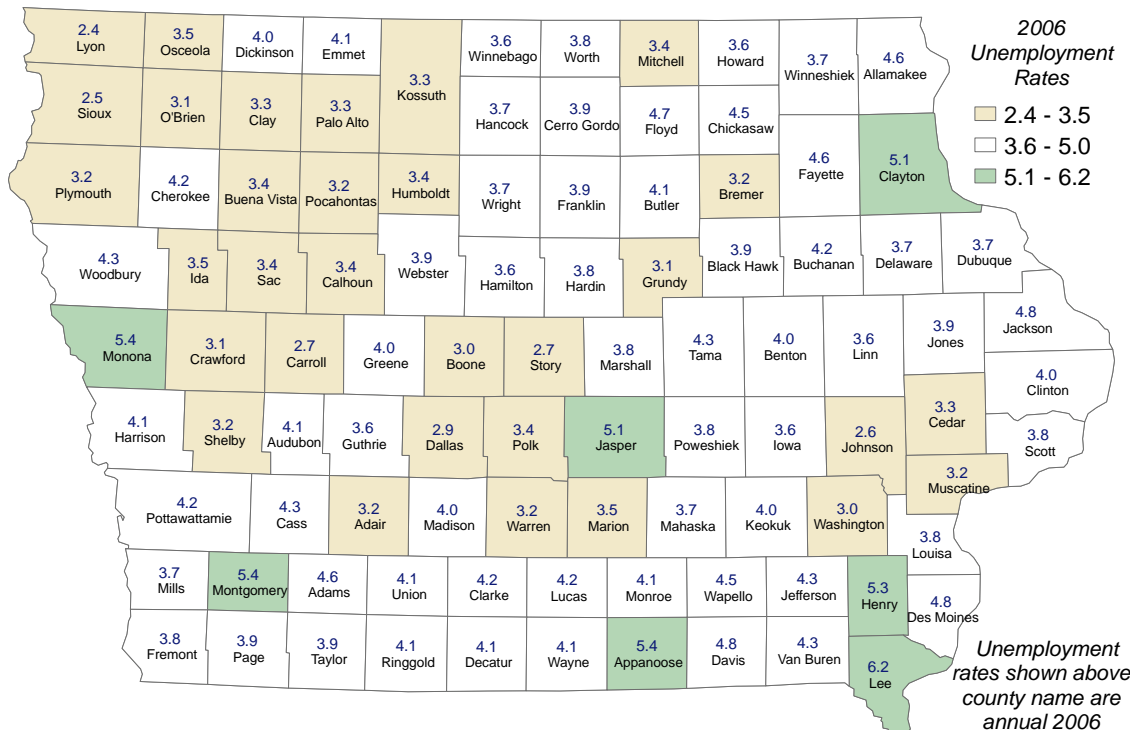 2.4
Lyon
3.5
Osceola
4.0
Dickinson
4.1
Emmet
3.3
Kossuth
3.6
Winnebago
3.8
Worth
3.4
Mitchell
3.6
Howard
3.7
Winneshiek
4.6
Allamakee
2006
Unemployment
Rates
2.4 - 3.5
3.6 - 5.0
5.1 - 6.2
2.5
Sioux
3.1
O'Brien
3.3
Clay
3.3
Palo Alto
3.7
Hancock
3.9
Cerro Gordo
4.7
Floyd
4.5
Chickasaw
4.6
Fayette
5.1
Clayton
3.2
Plymouth
4.2
Cherokee
3.4
Buena Vista
3.2
Pocahontas
3.4
Humboldt
3.7
Wright
3.9
Franklin
4.1
Butler
3.2
Bremer
4.3
Woodbury
3.5
Ida
3.4
Sac
3.4
Calhoun
3.9
Webster
3.6
Hamilton
3.8
Hardin
3.1
Grundy
3.9
Black Hawk
4.2
Buchanan
3.7
Delaware
3.7
Dubuque
5.4
Monona
3.1
Crawford
2.7
Carroll
4.0
Greene
3.0
Boone
2.7
Story
3.8
Marshall
4.3
Tama
4.0
Benton
3.6
Linn
3.9
Jones
4.8
Jackson
4.0
Clinton
4.1
Harrison
3.2
Shelby
4.1
Audubon
3.6
Guthrie
2.9
Dallas
3.4
Polk
5.1
Jasper
3.8
Poweshiek
3.6
Iowa
2.6
Johnson
3.3
Cedar
3.8
Scott
3.2
Muscatine
4.2
Pottawattamie
4.3
Cass
3.2
Adair
4.0
Madison
3.2
Warren
3.5
Marion
3.7
Mahaska
4.0
Keokuk
3.0
Washington
3.8
Louisa
3.7
Mills
5.4
Montgomery
4.6
Adams
4.1
Union
4.2
Clarke
4.2
Lucas
4.1
Monroe
4.5
Wapello
4.3
Jefferson
5.3
Henry
4.8
Des Moines
3.8
Fremont
3.9
Page
3.9
Taylor
4.1
Ringgold
4.1
Decatur
4.1
Wayne
5.4
Appanoose
4.8
Davis
4.3
Van Buren
6.2
Lee
Unemployment
rates shown above
county name are
annual 2006